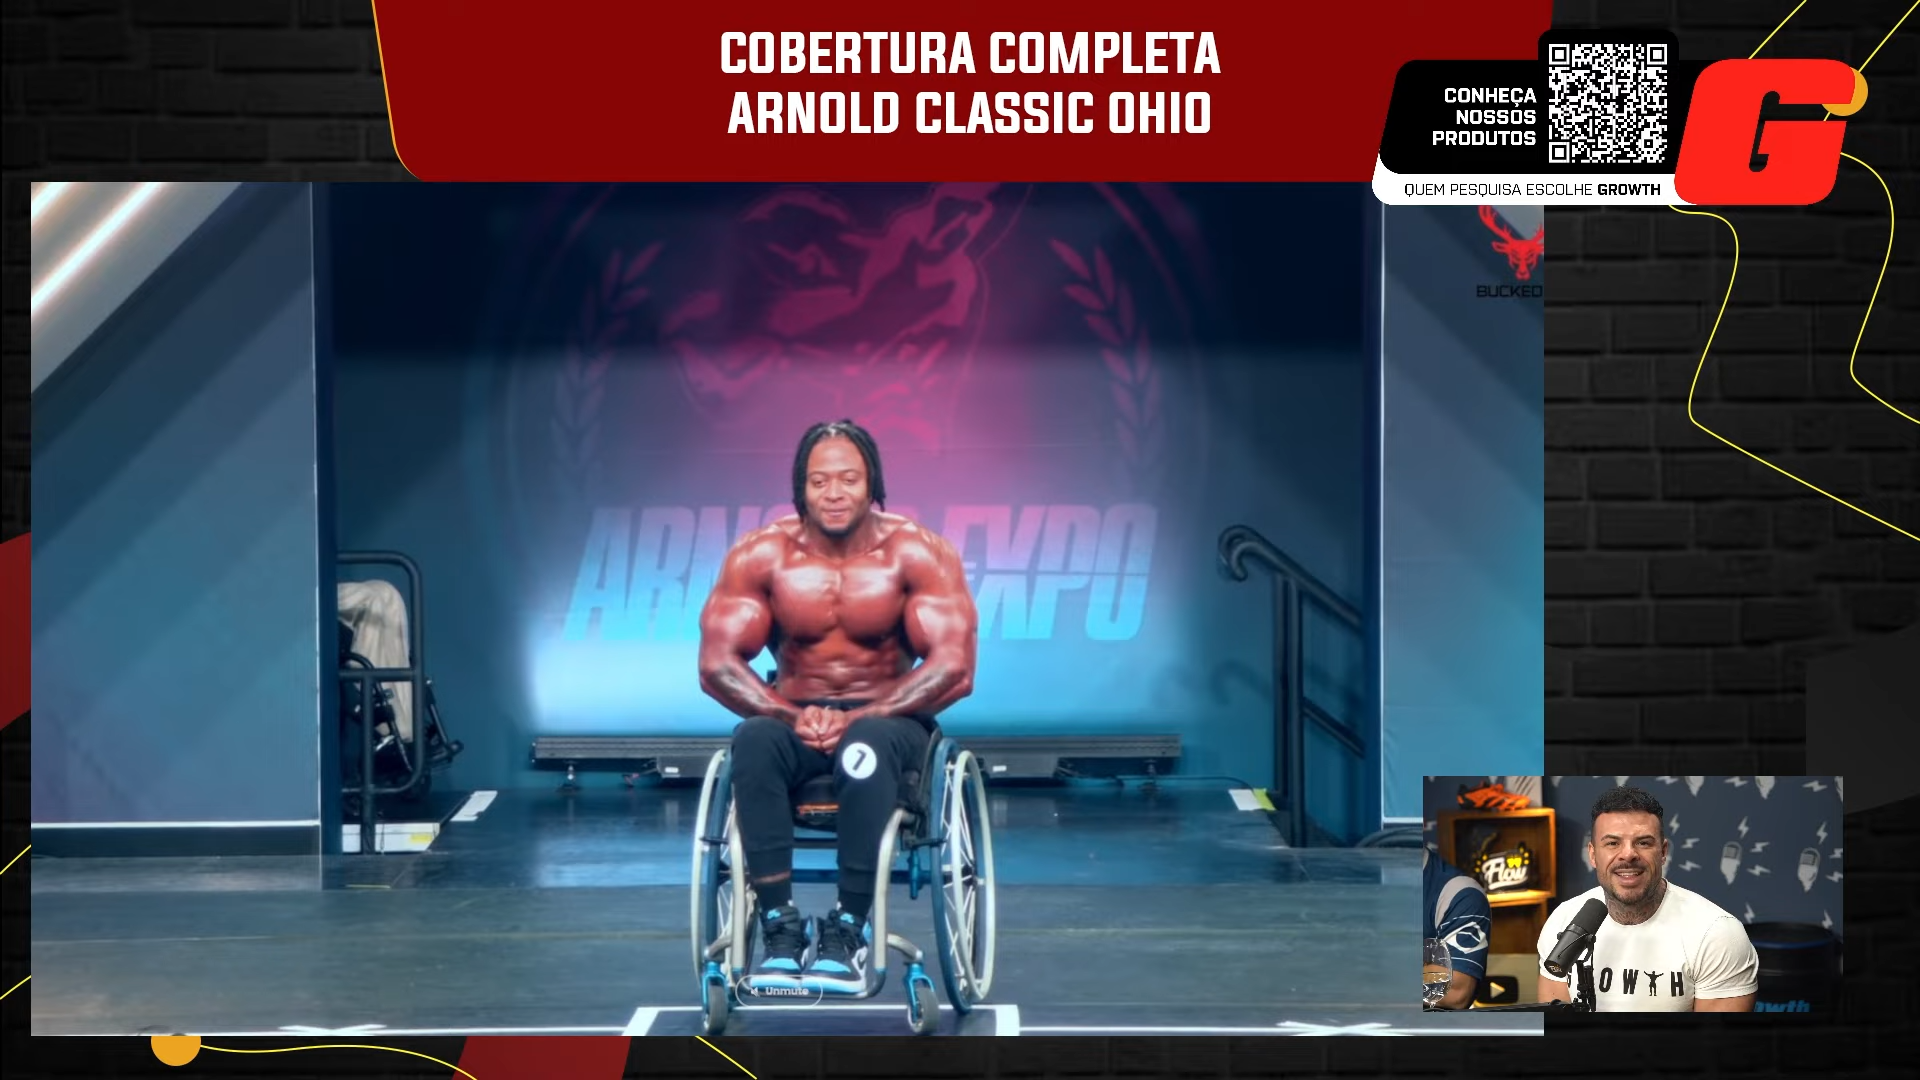 COBERTURA COMPLETA
ARNOLD CLASSIC OHIO
CONHEÇA
NOSSOS
PRODUTOS
G
QUEM PESQUISA ESCOLHE GROWTH
BUCKED
EXPO
7
Unmute
Flow
OWTH